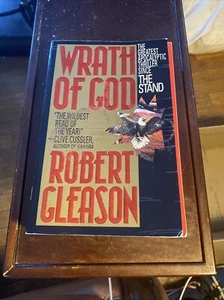 WRATH
OF GOD
THE GREATEST
APOCALYPTIC
THRILLER
SINCE
THE STAND
"THE WILDEST
READ OF
THE YEAR!"
—CLIVE CUSSLER,
AUTHOR OF SAHARA
ROBERT
GLEASON